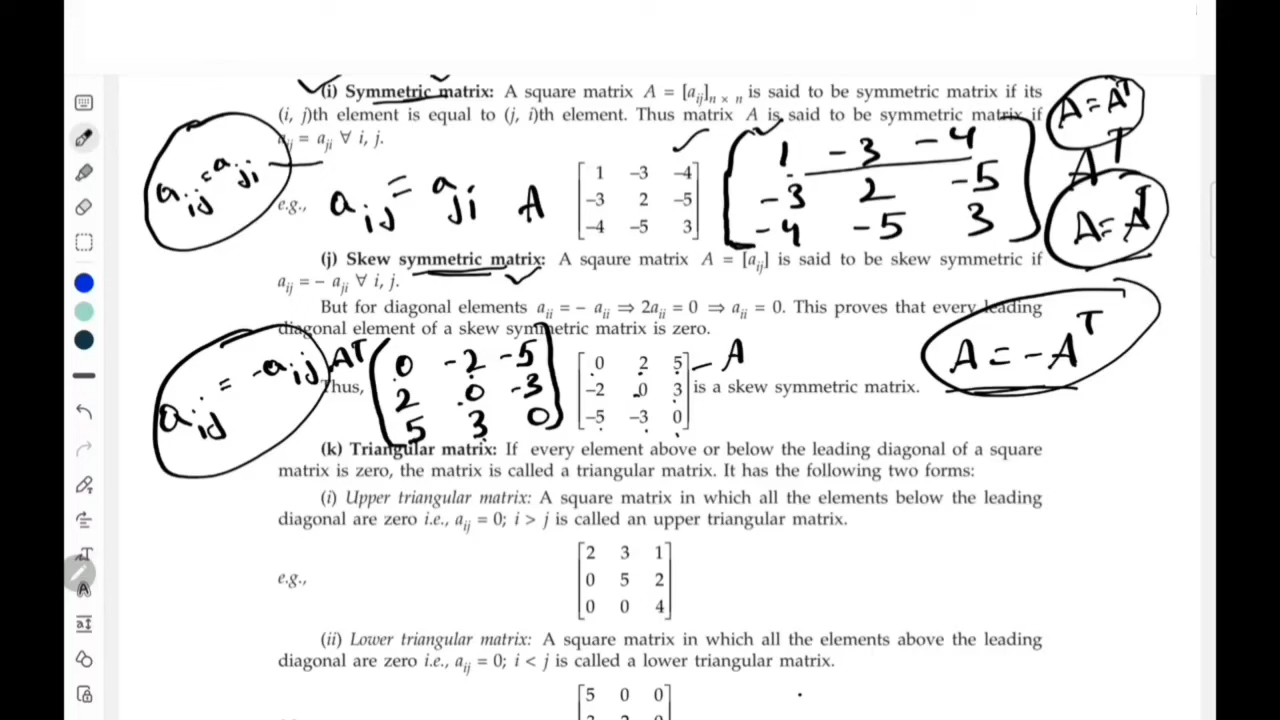 (i) Symmetric matrix: A square matrix A = [aij]n × n is said to be symmetric matrix if its
(i, j)th element is equal to (j, i)th element. Thus matrix A is said to be symmetric matrix if
aij = aji ∀ i, j.
A = A^T
aij = aji
e.g.,
aij = aji A
1 –3 –4
–3 2 –5
–4 –5 3
1 -3 -4
-3 2 -5
-4 -5 3
A^T
A = A^T
(j) Skew symmetric matrix: A sqaure matrix A = [aij] is said to be skew symmetric if
aij = – aji ∀ i, j.
But for diagonal elements aii = – aii ⇒ 2aii = 0 ⇒ aii = 0. This proves that every leading
diagonal element of a skew symmetric matrix is zero.
aij = -aij
A^T
0 -2 -5
2 0 -3
5 3 0
Thus,
0 2 5
–2 0 3
–5 –3 0
- A
is a skew symmetric matrix.
A = -A^T
(k) Triangular matrix: If every element above or below the leading diagonal of a square
matrix is zero, the matrix is called a triangular matrix. It has the following two forms:
(i) Upper triangular matrix: A square matrix in which all the elements below the leading
diagonal are zero i.e., aij = 0; i > j is called an upper triangular matrix.
e.g.,
2 3 1
0 5 2
0 0 4
(ii) Lower triangular matrix: A square matrix in which all the elements above the leading
diagonal are zero i.e., aij = 0; i < j is called a lower triangular matrix.
5 0 0